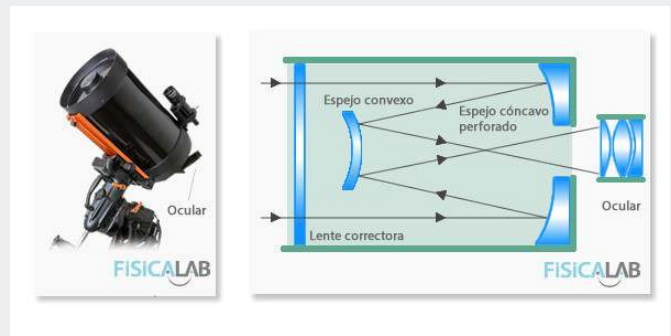 Ocular
FISICALAB
Espejo convexo
Espejo cóncavo
perforado
Ocular
Lente correctora
FISICALAB